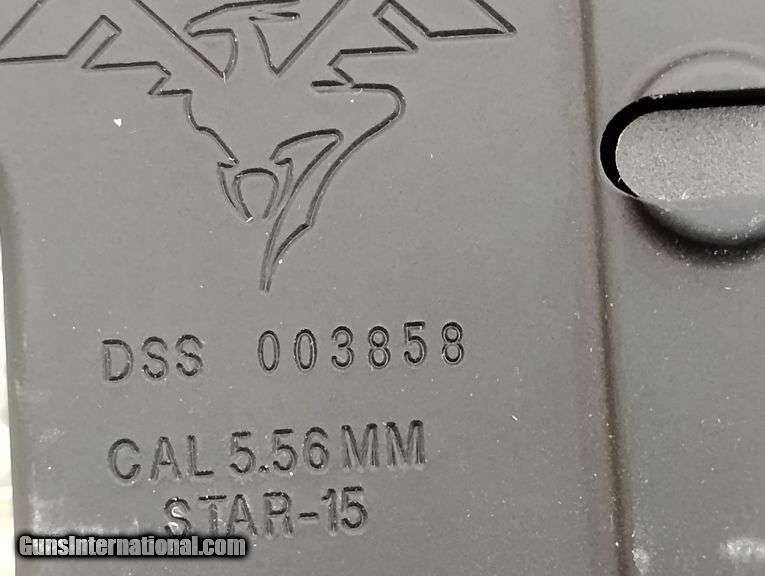 DSS 003858
CAL 5.56 MM
STAR-15
GunsInternational.com